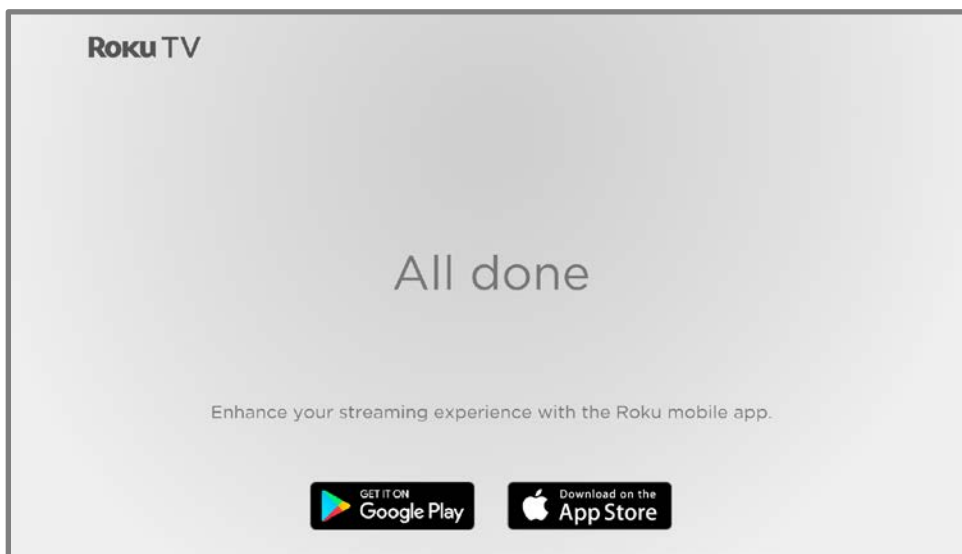 Roku TV
All done
Enhance your streaming experience with the Roku mobile app.
GET IT ON
Google Play
Download on the
App Store